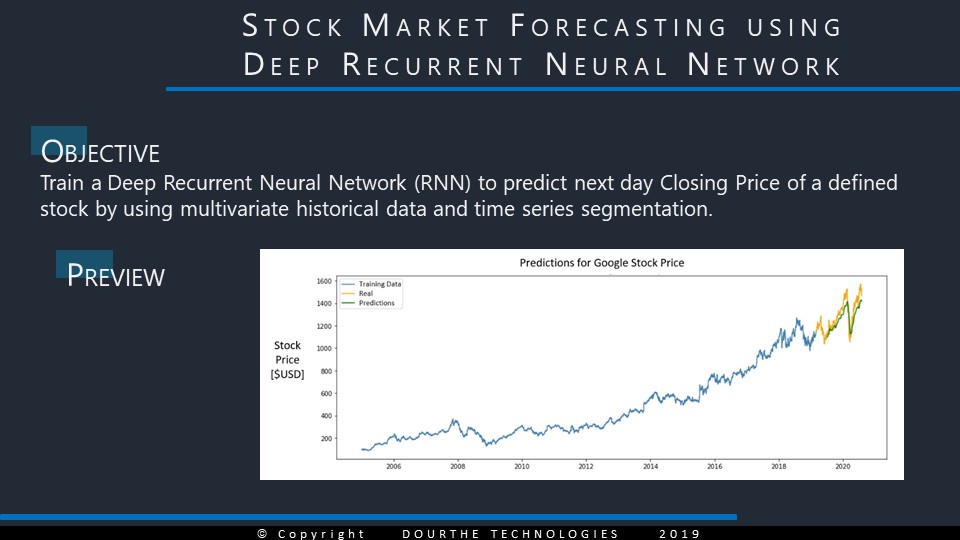 Stock Market Forecasting using
Deep Recurrent Neural Network
Objective
Train a Deep Recurrent Neural Network (RNN) to predict next day Closing Price of a defined
stock by using multivariate historical data and time series segmentation.
Preview
Predictions for Google Stock Price
Training Data
Real
Predictions
Stock
Price
[$USD]
1600
1400
1200
1000
800
600
400
200
2006 2008 2010 2012 2014 2016 2018 2020
© Copyright DOURTHE TECHNOLOGIES 2019